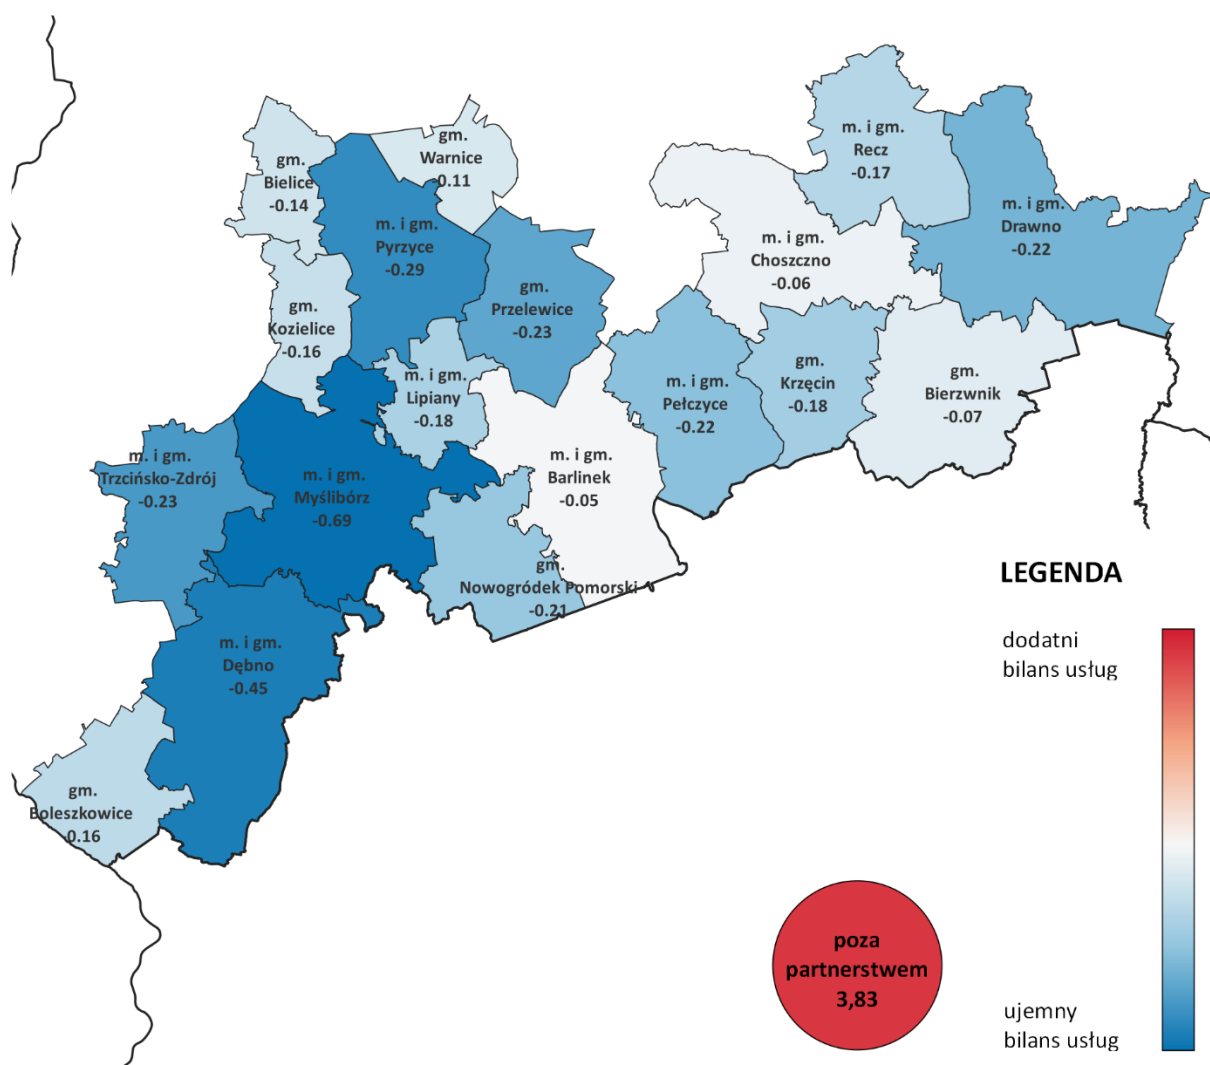 gm.
Bielice
-0.14
gm.
Warnice
-0.11
m. i gm.
Pyrzyce
-0.29
m. i gm.
Recz
-0.17
m. i gm.
Drawno
-0.22
m. i gm.
Choszczno
-0.06
gm.
Kozielice
-0.16
gm.
Przelewice
-0.23
m. i gm.
Lipiany
-0.18
m. i gm.
Pełczyce
-0.22
gm.
Krzęcin
-0.18
gm.
Bierzwnik
-0.07
m. i gm.
Trzcińsko-Zdrój
-0.23
m. i gm.
Myślibórz
-0.69
m. i gm.
Barlinek
-0.05
gm.
Nowogródek Pomorski
-0.21
m. i gm.
Dębno
-0.45
gm.
Boleszkowice
-0.16
LEGENDA
dodatni
bilans usług
ujemny
bilans usług
poza
partnerstwem
3,83